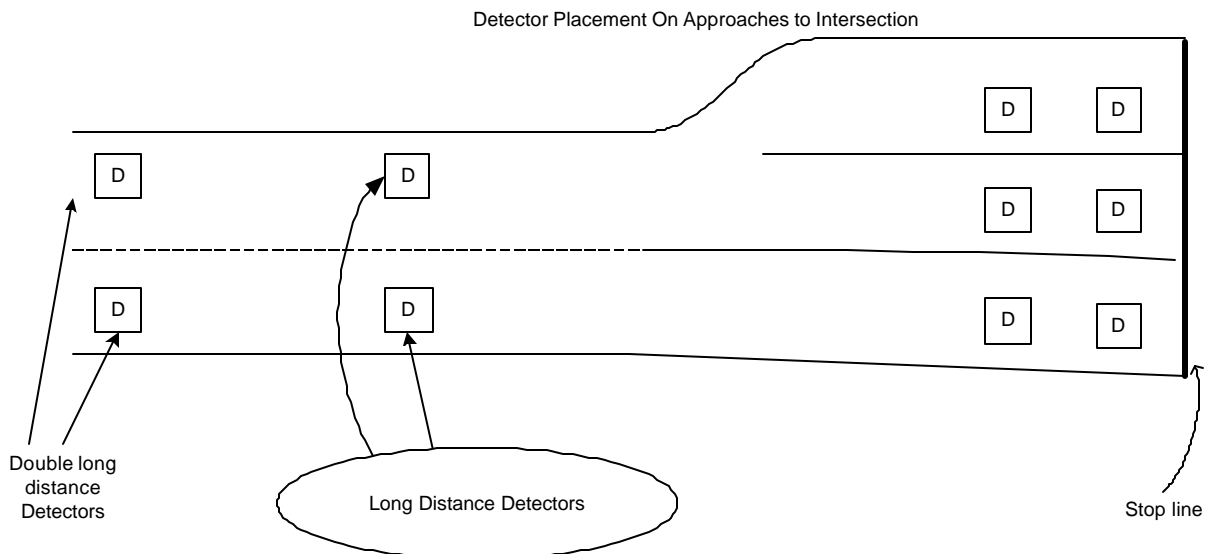 Detector Placement On Approaches to Intersection
D D
D D
D D
D D
D D
Double long
distance
Detectors
Long Distance Detectors
Stop line